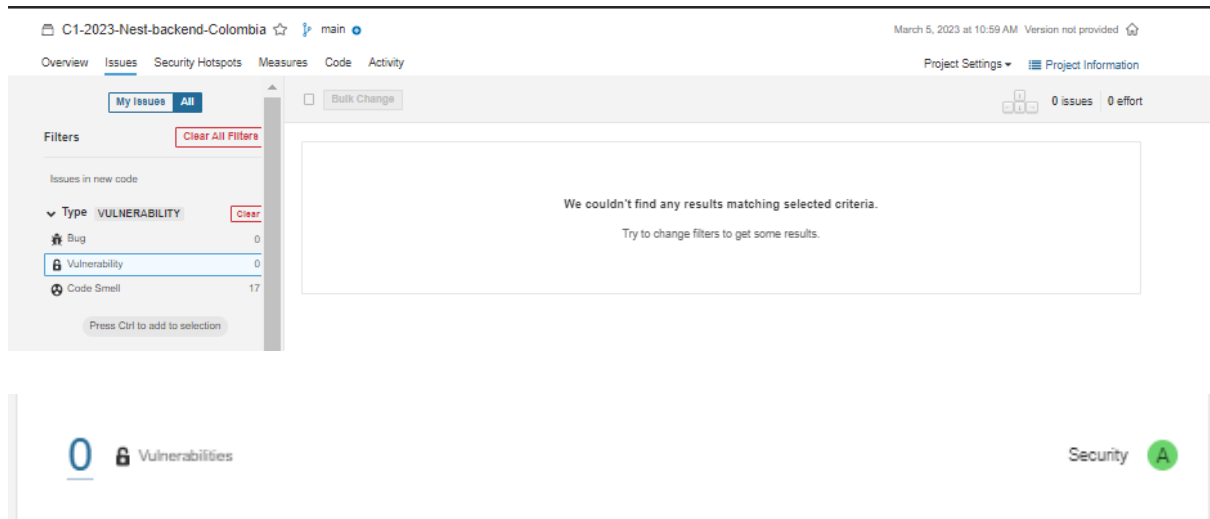 C1-2023-Nest-backend-Colombia main March 5, 2023 at 10:59 AM Version not provided
Overview Issues Security Hotspots Measures Code Activity Project Settings Project Information
My Issues All Bulk Change 0 issues 0 effort
Filters Clear All Filters
Issues in new code
Type VULNERABILITY Clear
Bug 0
Vulnerability 0
Code Smell 17
Press Ctrl to add to selection
We couldn't find any results matching selected criteria.
Try to change filters to get some results.
0 Vulnerabilities Security A